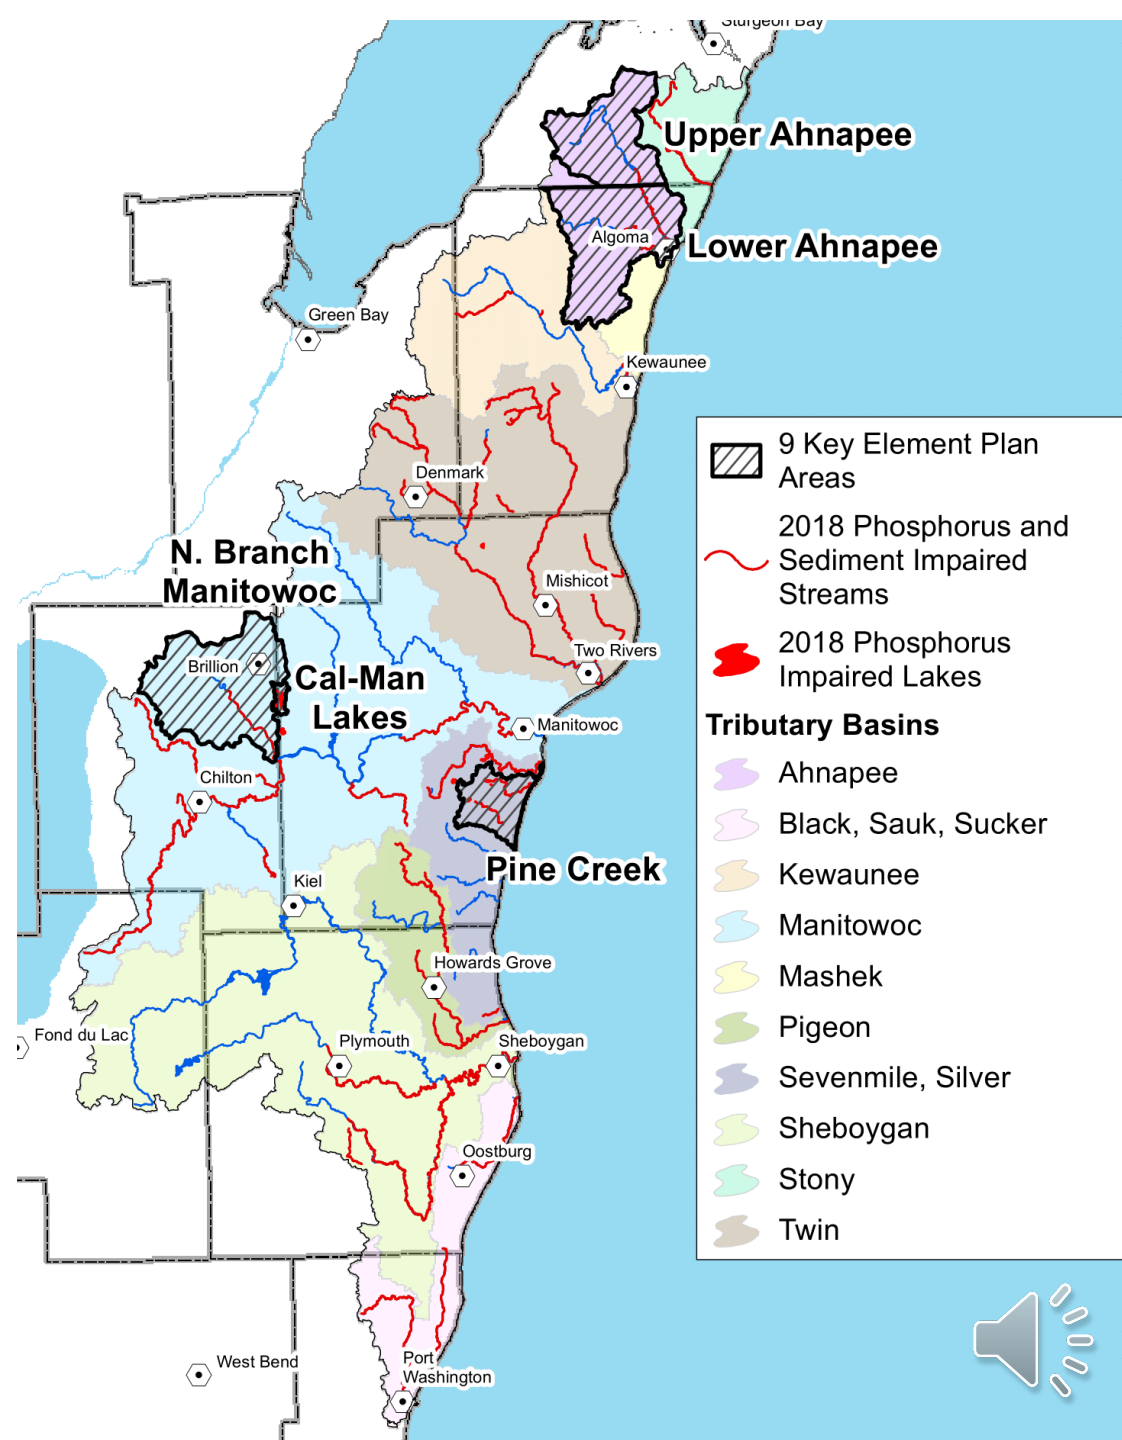 Sturgeon Bay
Upper Ahnapee
Algoma
Lower Ahnapee
Green Bay
Kewaunee
Denmark
N. Branch
Manitowoc
Mishicot
Brillion
Two Rivers
Cal-Man
Lakes
Manitowoc
Chilton
Pine Creek
Kiel
Howards Grove
Fond du Lac
Plymouth
Sheboygan
Oostburg
West Bend
Port
Washington
9 Key Element Plan
Areas
2018 Phosphorus and
Sediment Impaired
Streams
2018 Phosphorus
Impaired Lakes
Tributary Basins
Ahnapee
Black, Sauk, Sucker
Kewaunee
Manitowoc
Mashek
Pigeon
Sevenmile, Silver
Sheboygan
Stony
Twin